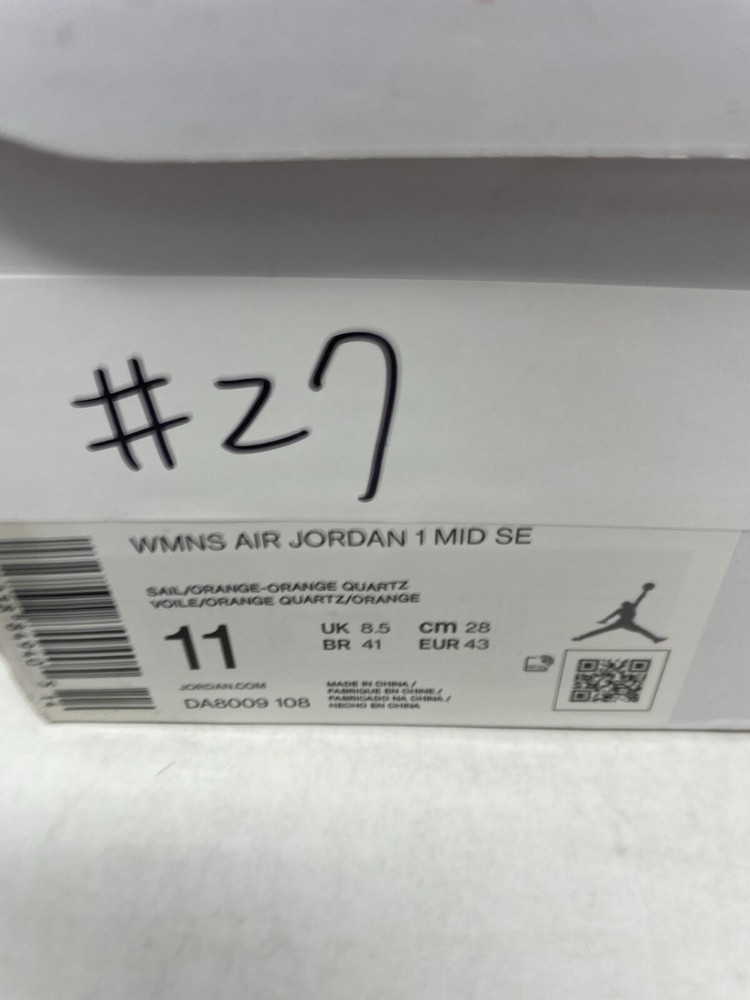 #27
WMNS AIR JORDAN 1 MID SE
SAIL/ORANGE-ORANGE QUARTZ
VOILE/ORANGE QUARTZ/ORANGE
11
UK 8.5 cm 28
BR 41 EUR 43
JORDAN.COM
DA8009 108
MADE IN CHINA /
FABRIQUE EN CHINE /
FABRICADO NA CHINA /
HECHO EN CHINA